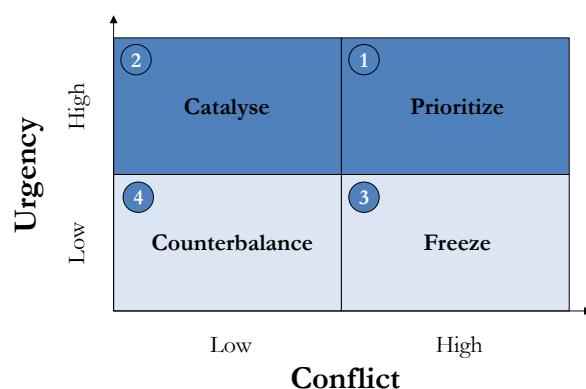 2
1
Catalyse
Prioritize
High
Urgency
4
3
Counterbalance
Freeze
Low
Low
High
Conflict